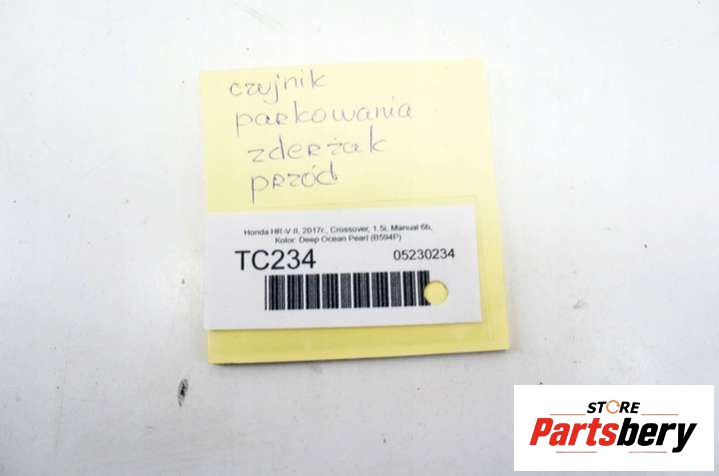 czujnik
parkowania
zderżak
przód
Honda HR-V II, 2017r., Crossover, 1.5i, Manual 6b,
Kolor: Deep Ocean Pearl (B594P)
TC234 05230234
STORE
Partsbery